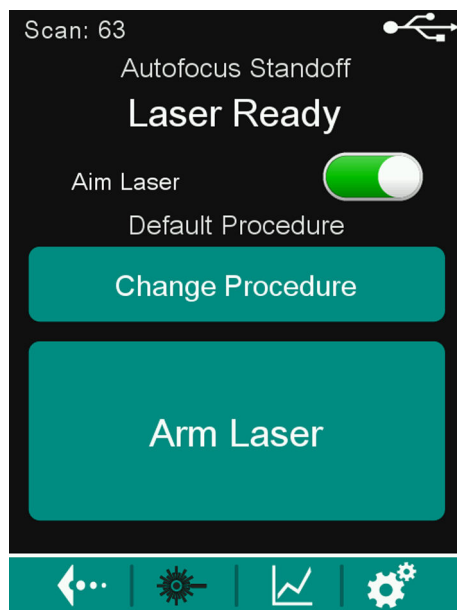 Scan: 63
Autofocus Standoff
Laser Ready
Aim Laser
Default Procedure
Change Procedure
Arm Laser